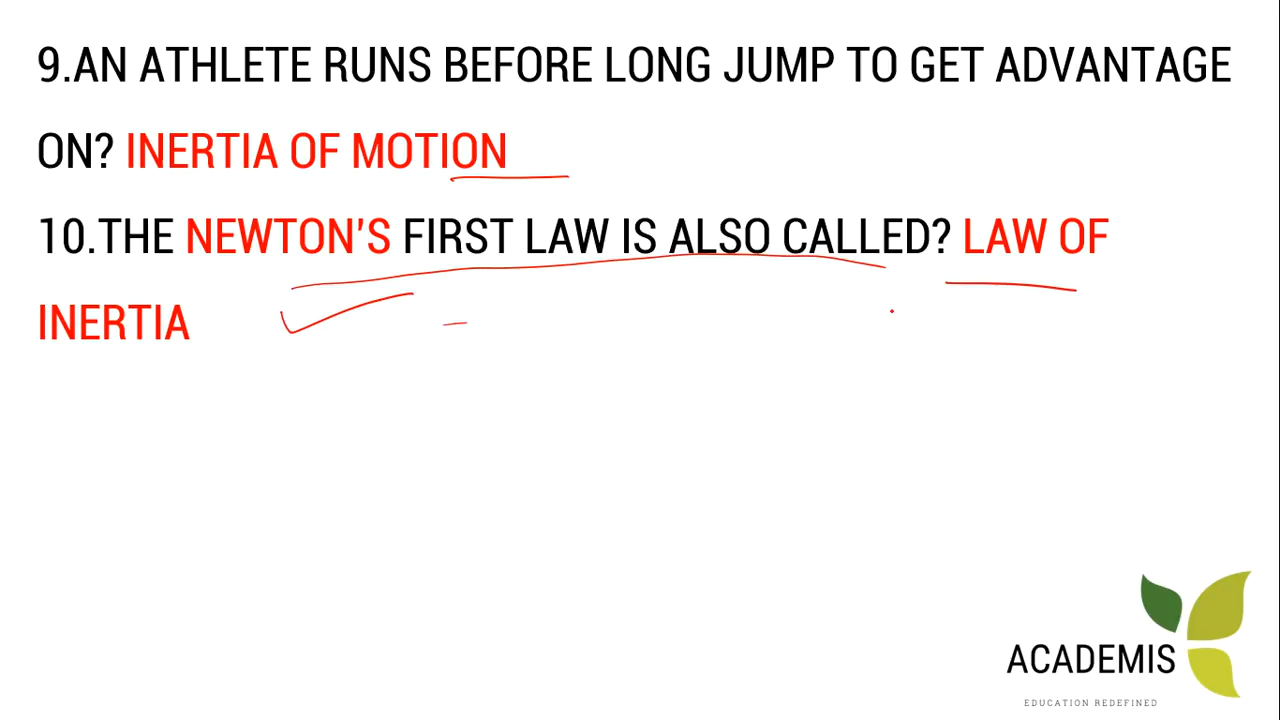 9.AN ATHLETE RUNS BEFORE LONG JUMP TO GET ADVANTAGE
ON? INERTIA OF MOTION
10.THE NEWTON'S FIRST LAW IS ALSO CALLED? LAW OF
INERTIA
ACADEMIS
EDUCATION REDEFINED